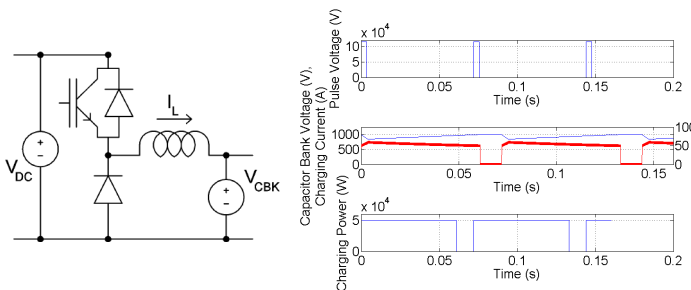 V_DC
I_L
V_CBK
Pulse Voltage (V)
x 10^4
10
5
0
0 0.05 0.1 0.15 0.2
Time (s)
Capacitor Bank Voltage (V),
Charging Current (A)
1000
500
0
100
50
0
0 0.05 0.1 0.15
Time (s)
Charging Power (W)
x 10^4
5
0
0 0.05 0.1 0.15 0.2
Time (s)